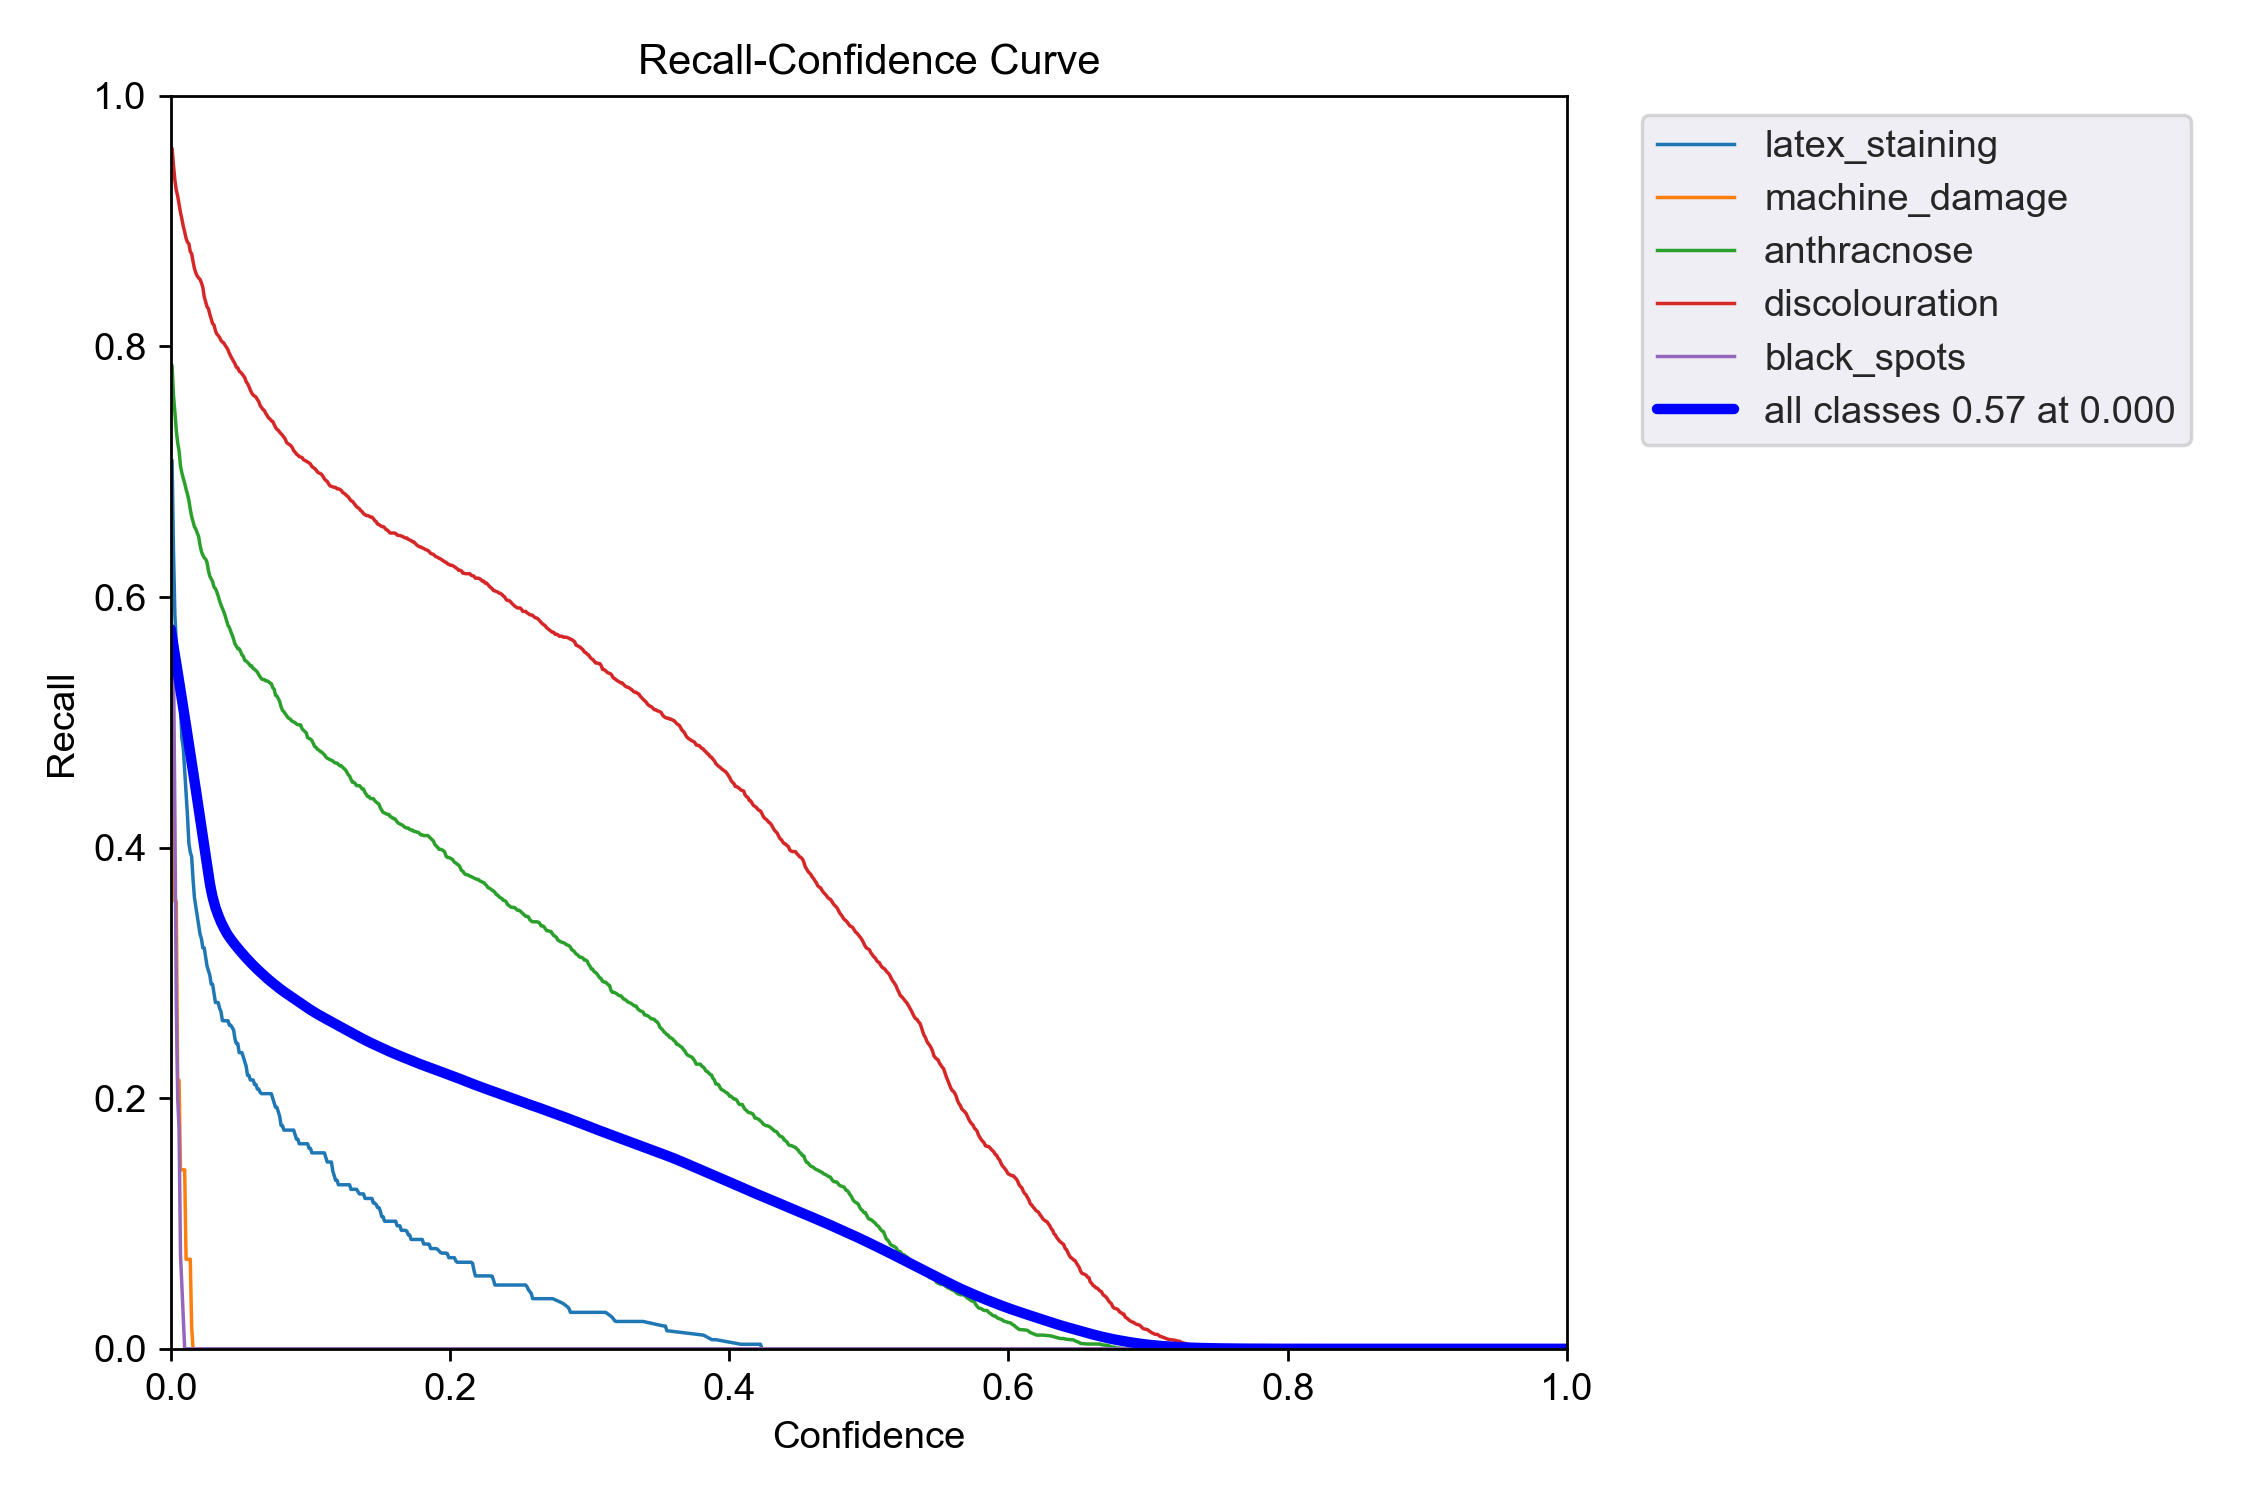 Recall-Confidence Curve
1.0
0.8
0.6
0.4
0.2
0.0
Recall
0.0 0.2 0.4 0.6 0.8 1.0
Confidence
latex_staining
machine_damage
anthracnose
discolouration
black_spots
all classes 0.57 at 0.000